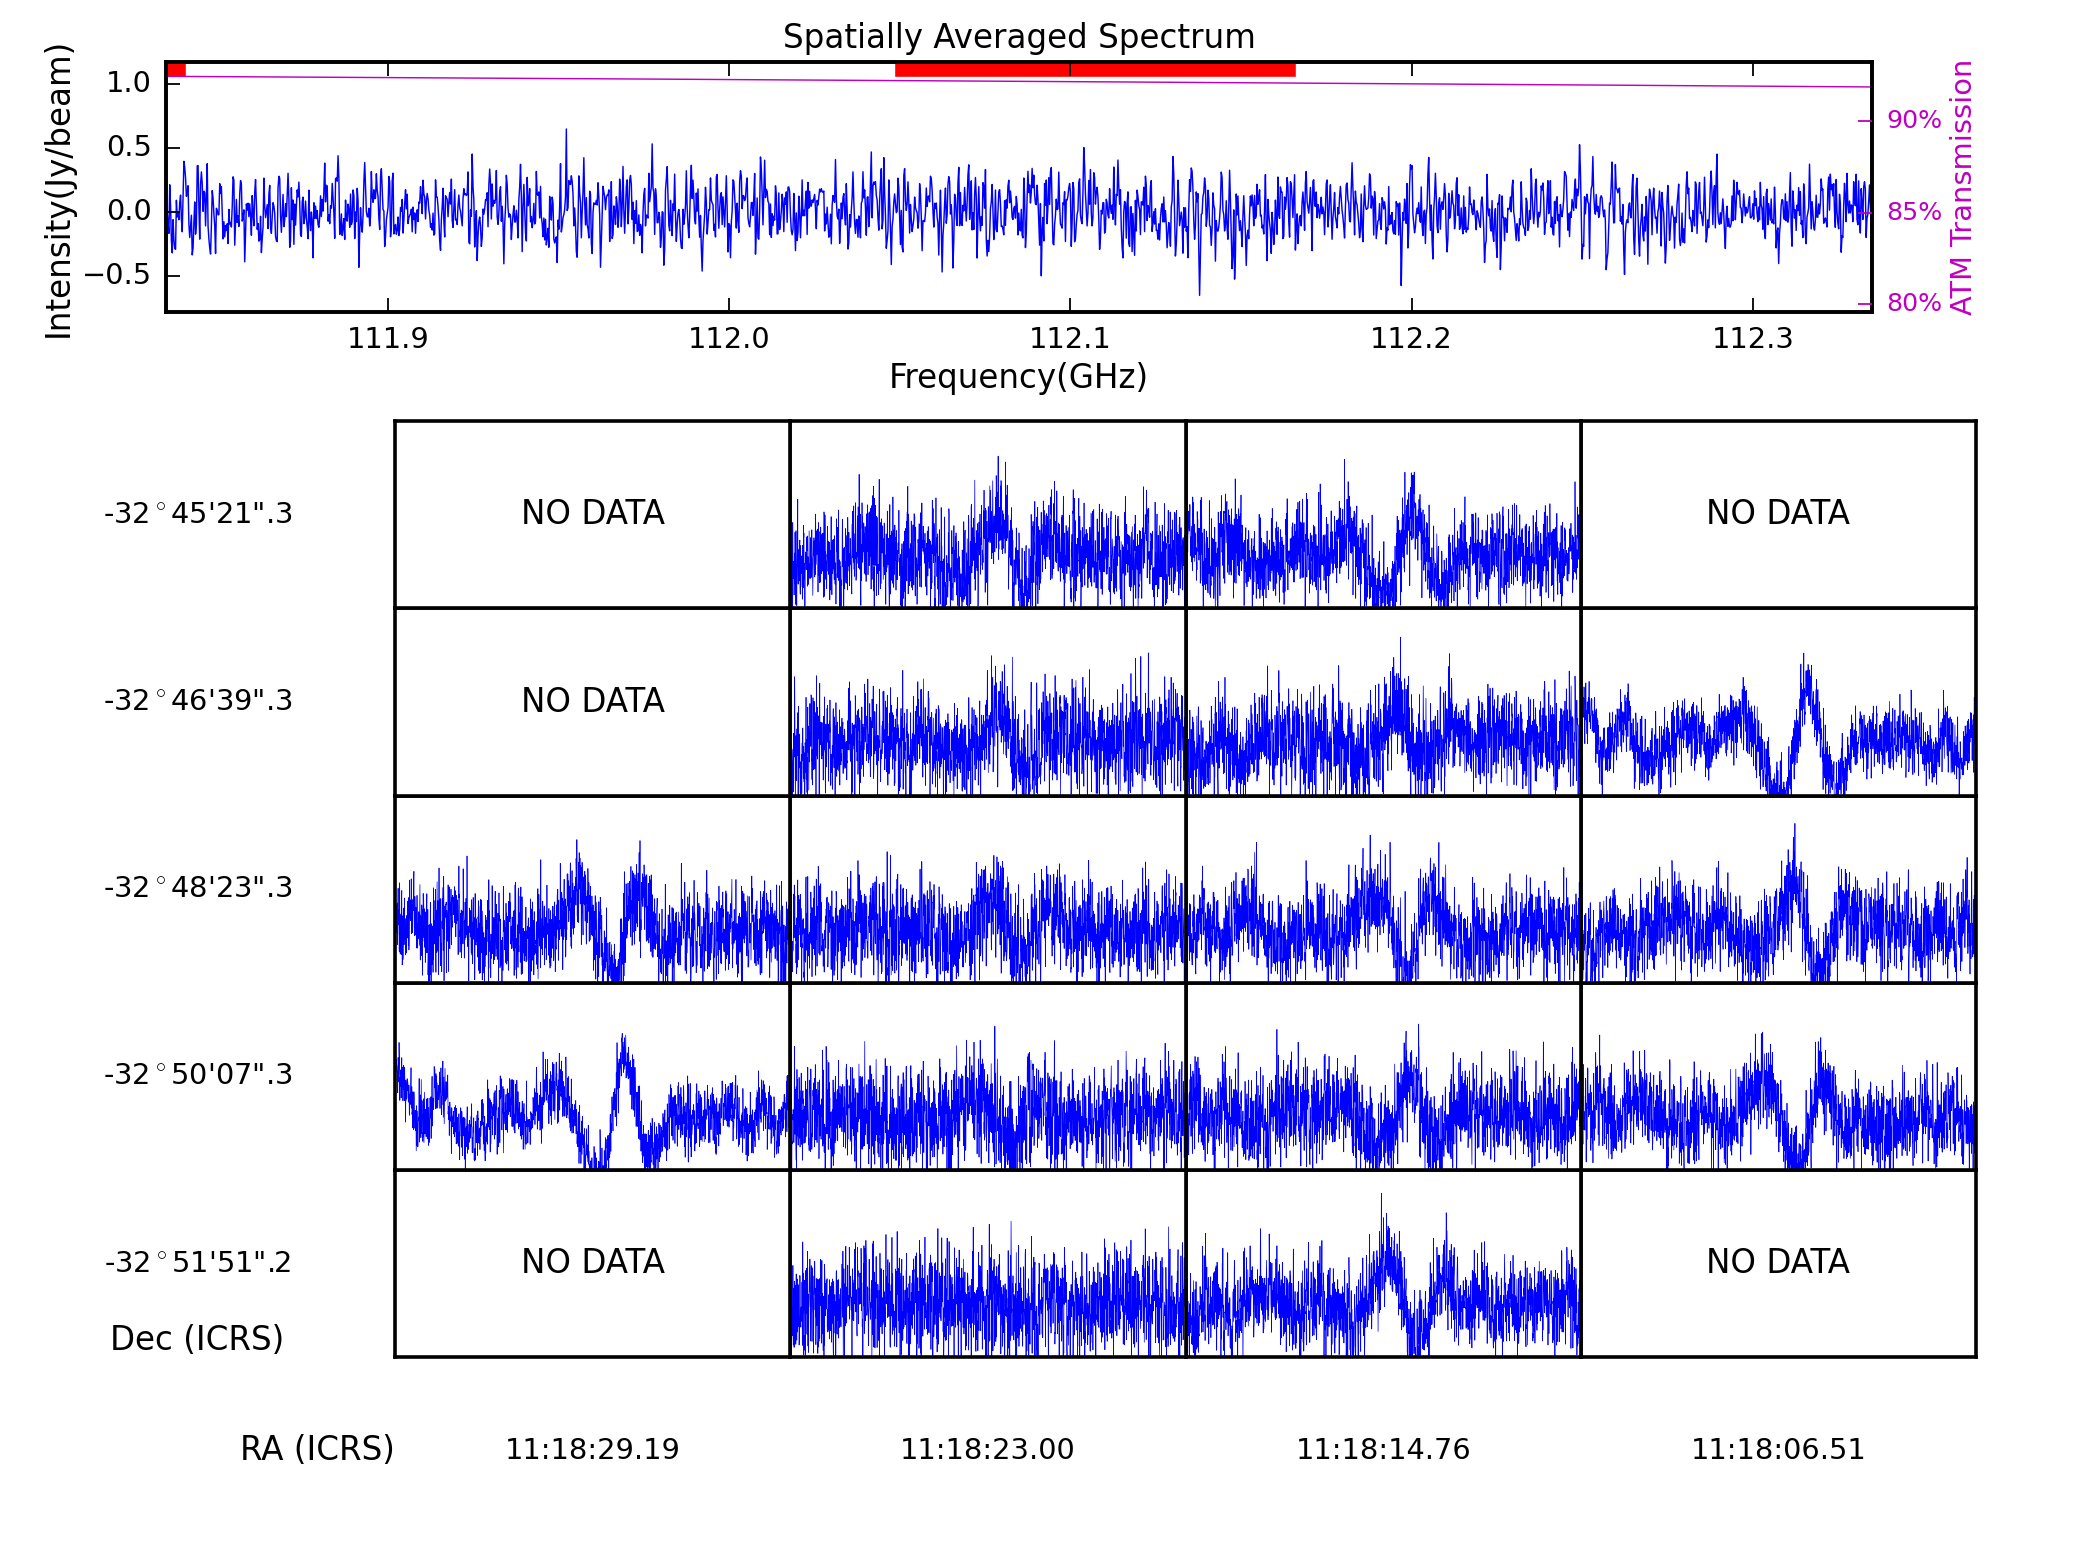 Spatially Averaged Spectrum
Intensity(Jy/beam)
1.0
0.5
0.0
−0.5
90%
85%
80%
ATM Transmission
111.9 112.0 112.1 112.2 112.3
Frequency(GHz)
-32°45'21".3 NO DATA NO DATA
-32°46'39".3 NO DATA
-32°48'23".3
-32°50'07".3
-32°51'51".2 NO DATA NO DATA
Dec (ICRS)
RA (ICRS) 11:18:29.19 11:18:23.00 11:18:14.76 11:18:06.51